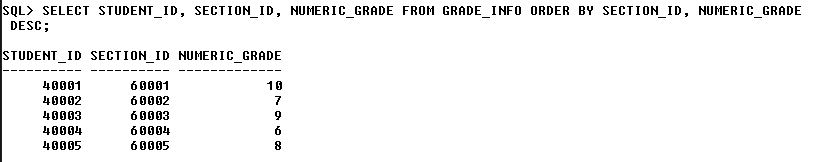 SQL> SELECT STUDENT_ID, SECTION_ID, NUMERIC_GRADE FROM GRADE_INFO ORDER BY SECTION_ID, NUMERIC_GRADE
DESC;
STUDENT_ID SECTION_ID NUMERIC_GRADE
---------- ---------- -------------
40001 60001 10
40002 60002 7
40003 60003 9
40004 60004 6
40005 60005 8